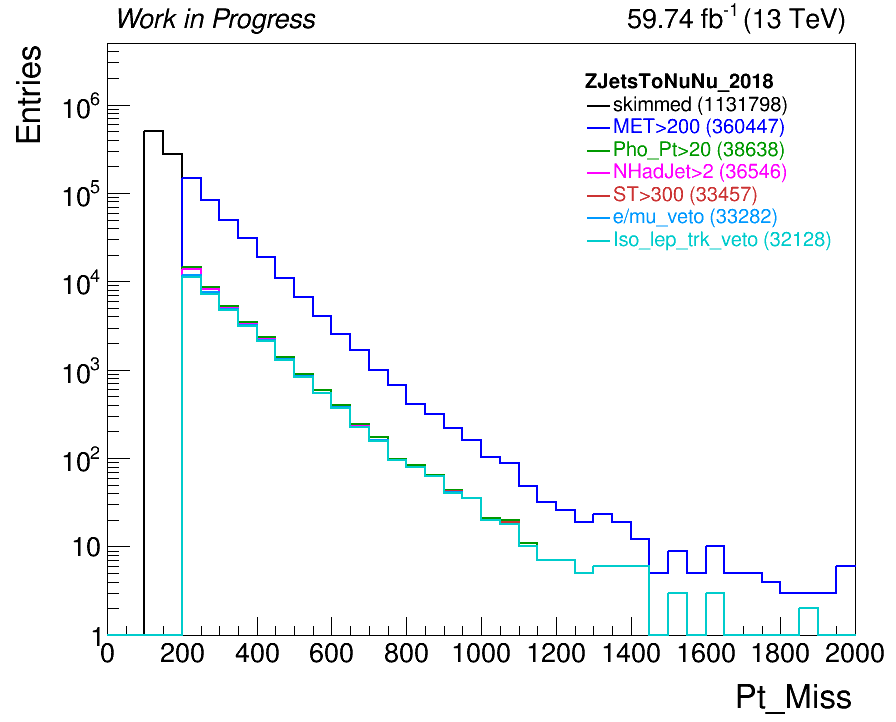 Work in Progress 59.74 fb⁻¹ (13 TeV)
Entries
ZJetsToNuNu_2018
skimmed (1131798)
MET>200 (360447)
Pho_Pt>20 (38638)
NHadJet>2 (36546)
ST>300 (33457)
e/mu_veto (33282)
Iso_lep_trk_veto (32128)
10⁶
10⁵
10⁴
10³
10²
10
1
0 200 400 600 800 1000 1200 1400 1600 1800 2000
Pt_Miss